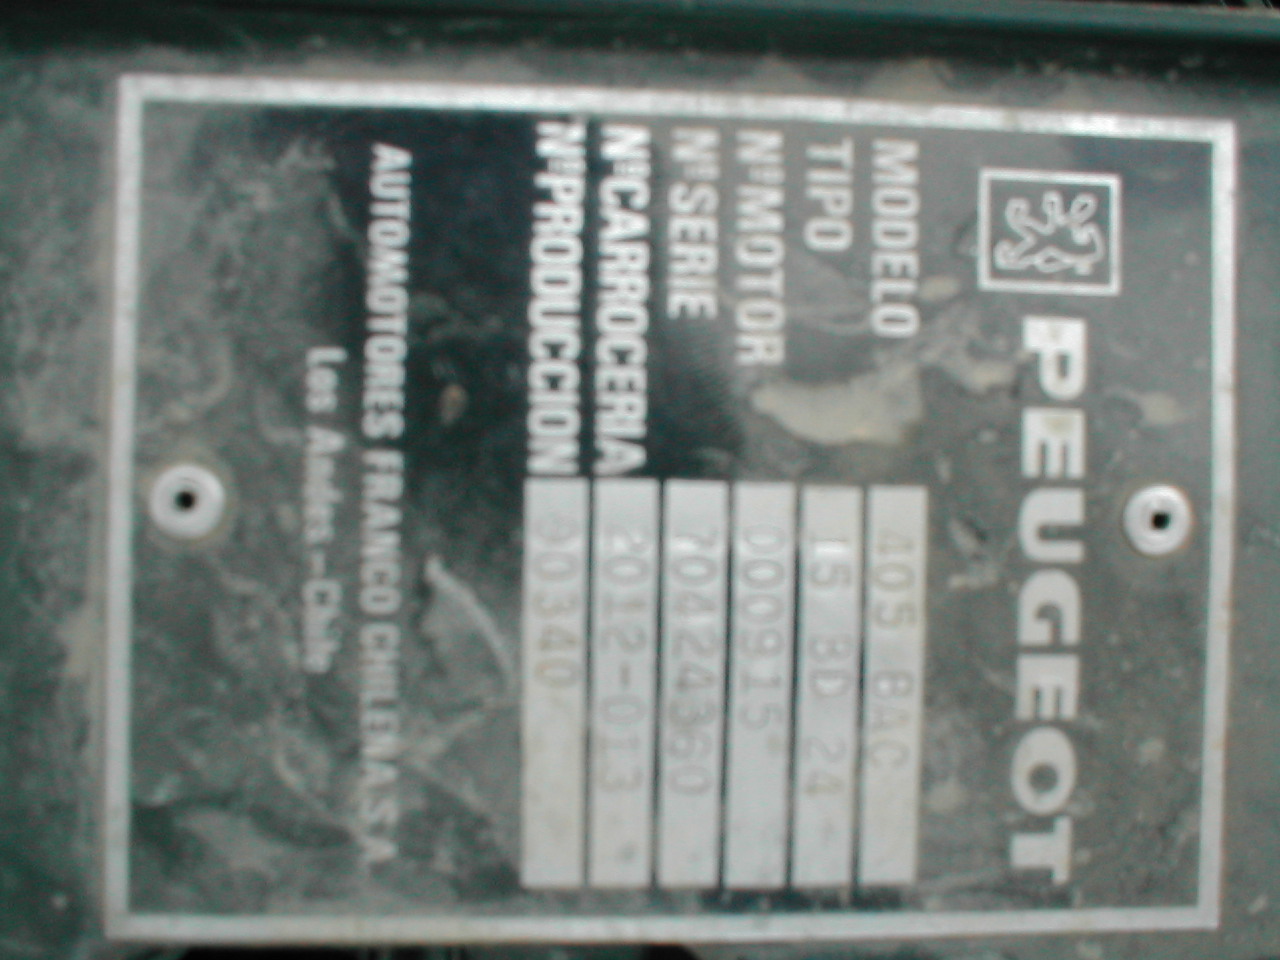 PEUGEOT
MODELO 405 BAC
TIPO 15 BD 24
NºMOTOR 000915
NºSERIE 70424360
NºCARROCERIA 2012-013
NºPRODUCCION 00340
AUTOMOTORES FRANCO CHILENA S.A.
Los Andes-Chile